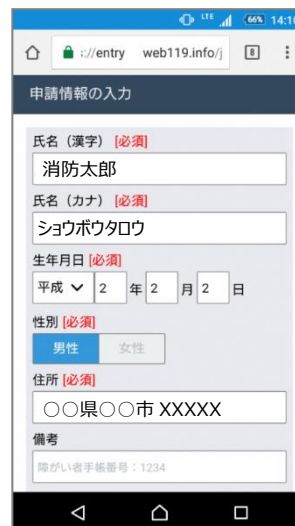 LTE 66% 14:10
://entry web119.info/j 8
申請情報の入力
氏名（漢字） [必須]
消防太郎
氏名（カナ） [必須]
ショウボウタロウ
生年月日 [必須]
平成 2 年 2 月 2 日
性別 [必須]
男性 女性
住所 [必須]
○○県○○市 XXXXX
備考
障がい者手帳番号：1234